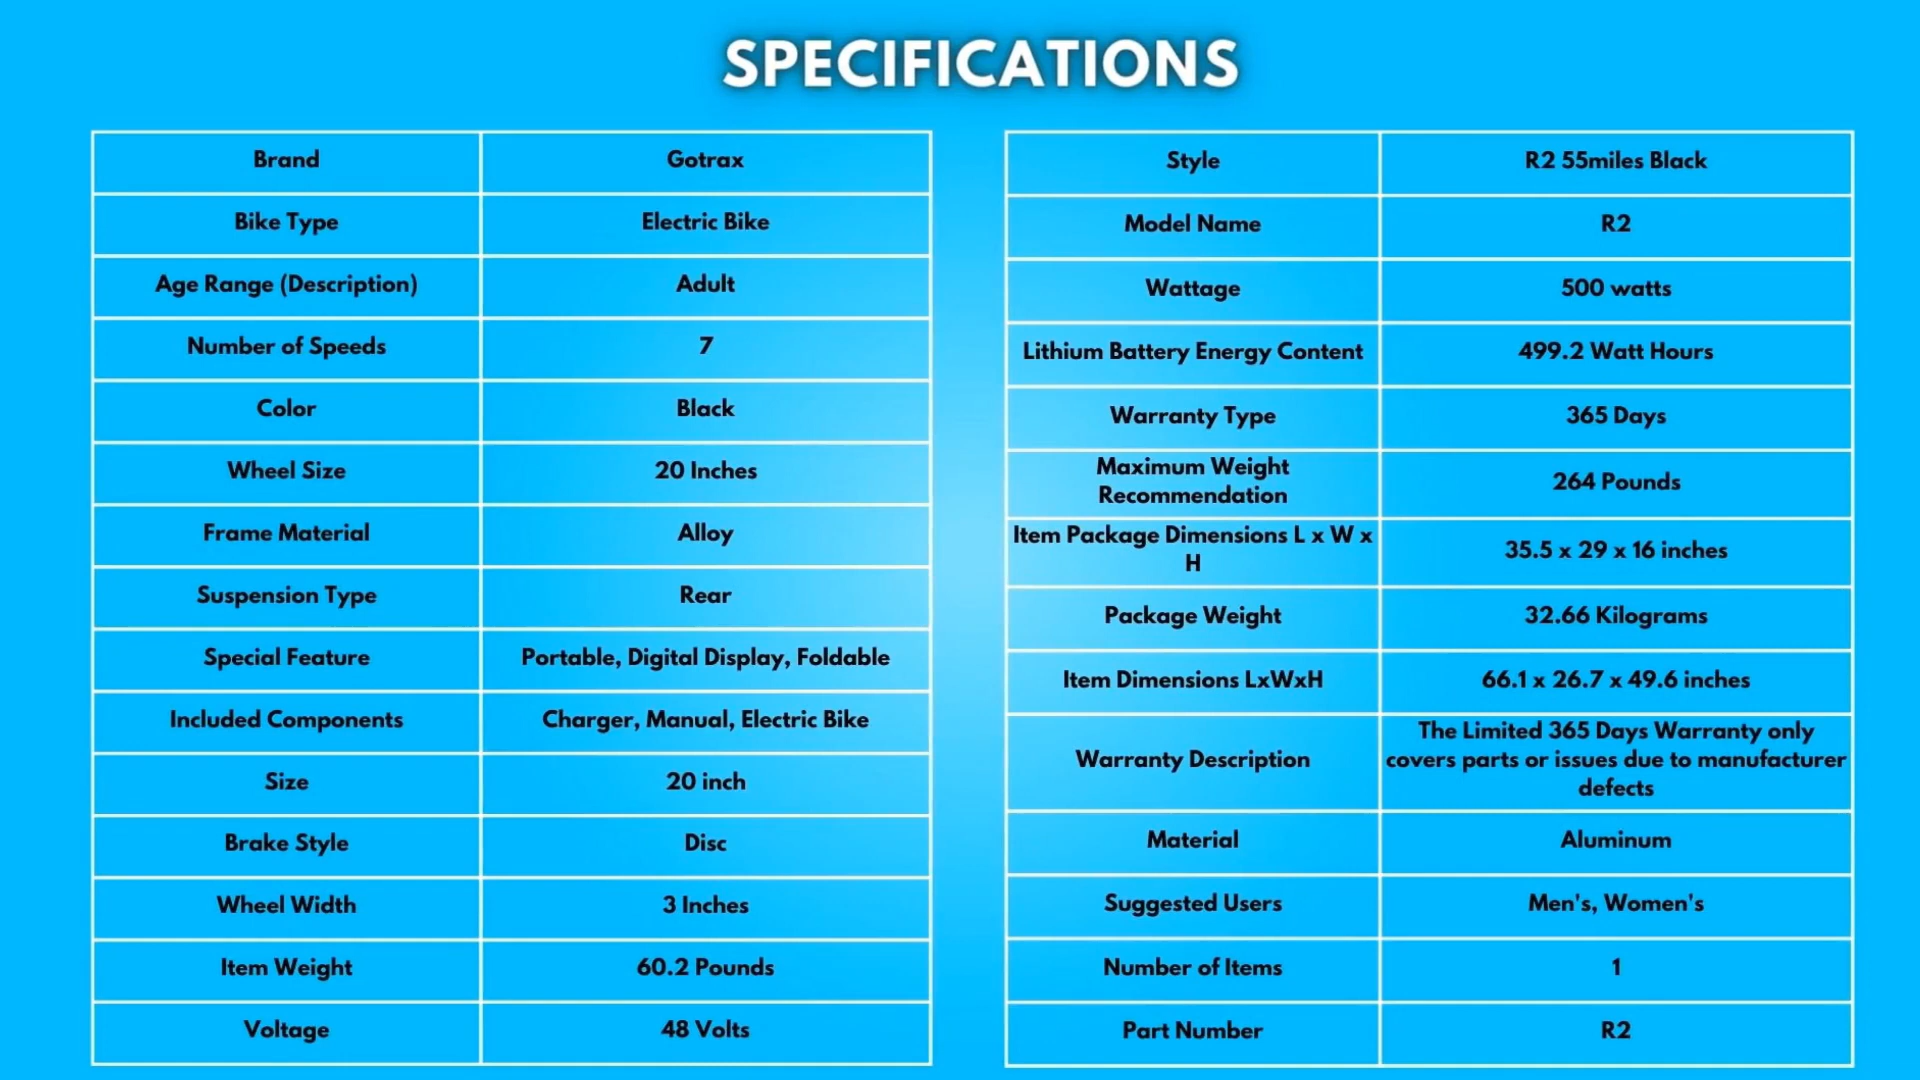 SPECIFICATIONS
Brand Gotrax
Bike Type Electric Bike
Age Range (Description) Adult
Number of Speeds 7
Color Black
Wheel Size 20 Inches
Frame Material Alloy
Suspension Type Rear
Special Feature Portable, Digital Display, Foldable
Included Components Charger, Manual, Electric Bike
Size 20 inch
Brake Style Disc
Wheel Width 3 Inches
Item Weight 60.2 Pounds
Voltage 48 Volts
Style R2 55miles Black
Model Name R2
Wattage 500 watts
Lithium Battery Energy Content 499.2 Watt Hours
Warranty Type 365 Days
Maximum Weight
Recommendation
264 Pounds
Item Package Dimensions L x W x
H
35.5 x 29 x 16 inches
Package Weight 32.66 Kilograms
Item Dimensions LxWxH 66.1 x 26.7 x 49.6 inches
Warranty Description
The Limited 365 Days Warranty only
covers parts or issues due to manufacturer
defects
Material Aluminum
Suggested Users Men's, Women's
Number of Items 1
Part Number R2